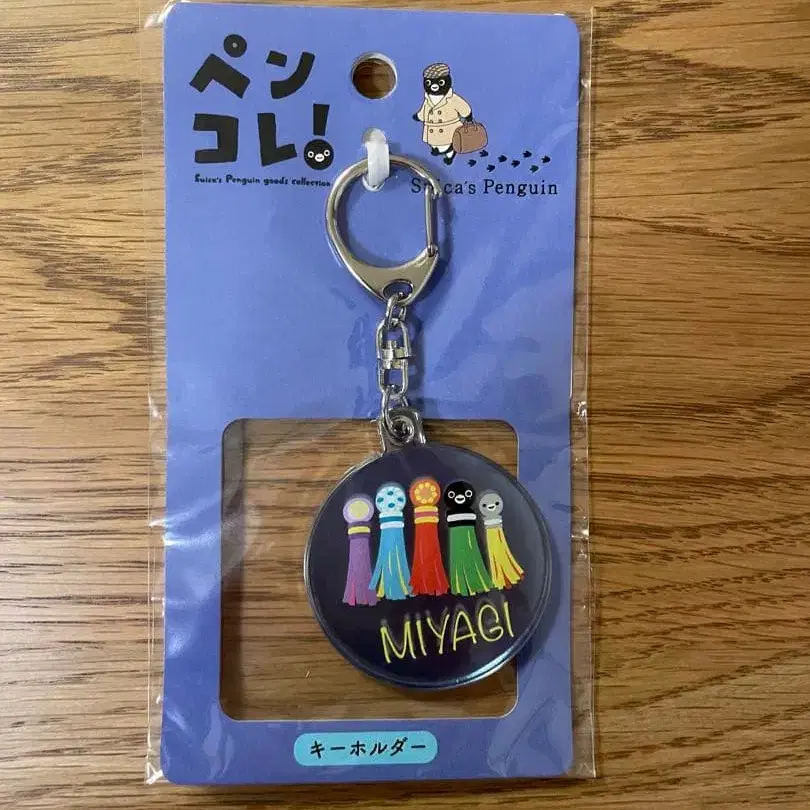 ペン
コレ!
Suica's Penguin goods collection
Suica's Penguin
MIYAGI
キーホルダー